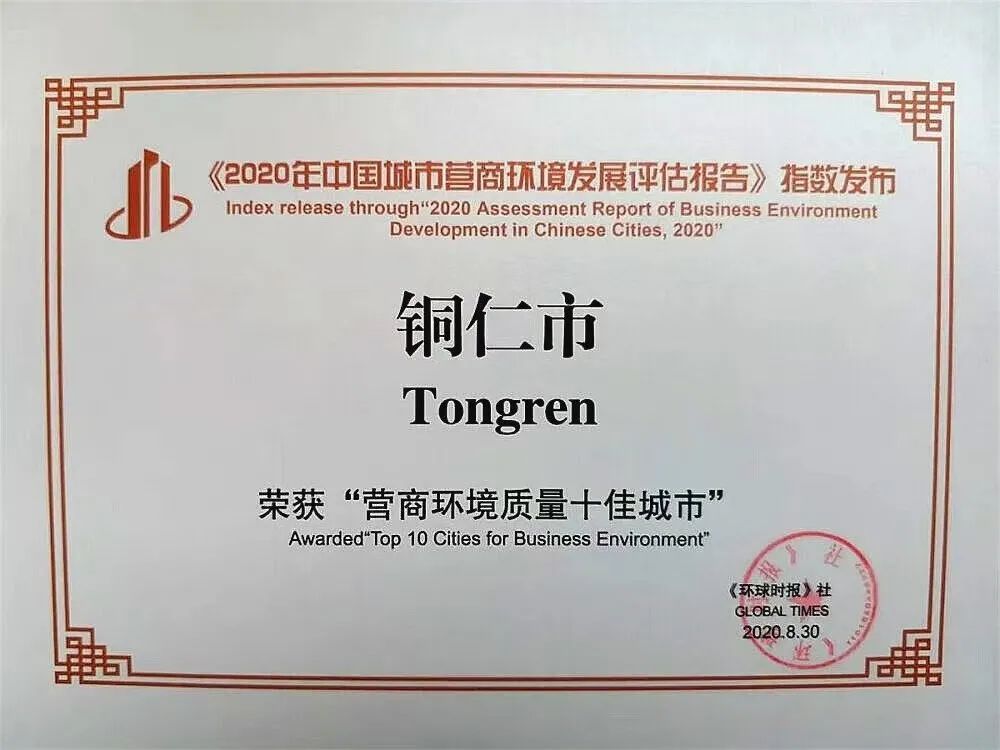 《2020年中国城市营商环境发展评估报告》指数发布
Index release through“2020 Assessment Report of Business Environment
Development in Chinese Cities, 2020”
铜仁市
Tongren
荣获“营商环境质量十佳城市”
Awarded“Top 10 Cities for Business Environment”
《环球时报》社
GLOBAL TIMES
2020.8.30